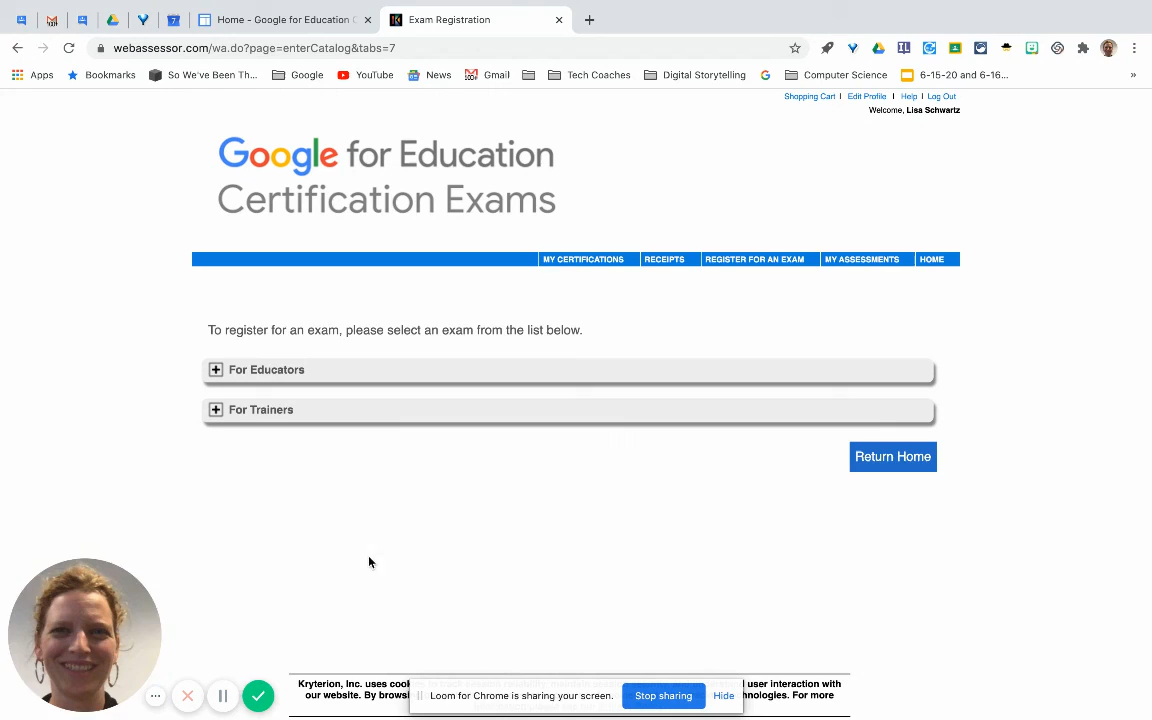 Home - Google for Education C
Exam Registration
webassessor.com/wa.do?page=enterCatalog&tabs=7
Apps
Bookmarks
So We've Been Th...
Google
YouTube
News
Gmail
Tech Coaches
Digital Storytelling
Computer Science
6-15-20 and 6-16...
»
Shopping Cart | Edit Profile | Help | Log Out
Welcome, Lisa Schwartz
Google for Education
Certification Exams
MY CERTIFICATIONS
RECEIPTS
REGISTER FOR AN EXAM
MY ASSESSMENTS
HOME
To register for an exam, please select an exam from the list below.
For Educators
For Trainers
Return Home
Kryterion, Inc. uses user interaction with
our website. By For more
Loom for Chrome is sharing your screen.
Stop sharing
Hide